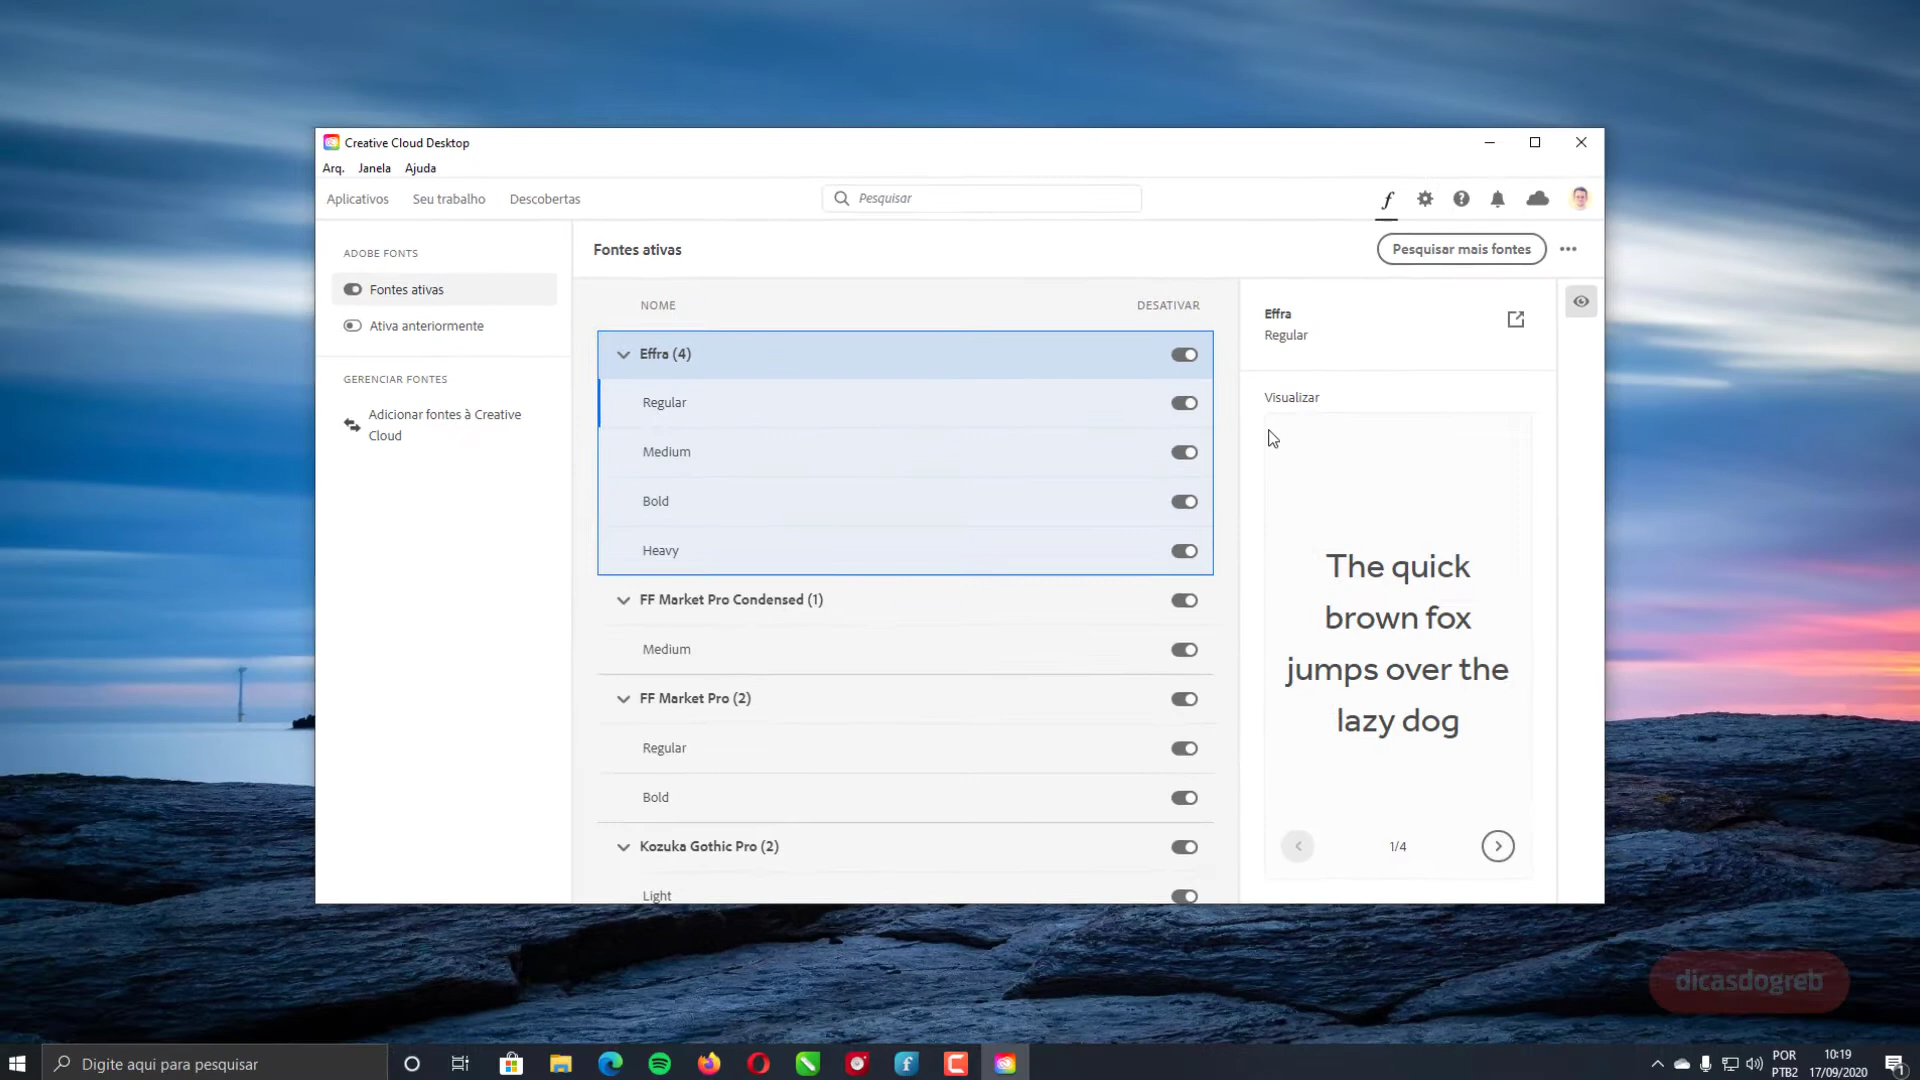 Creative Cloud Desktop
Arq. Janela Ajuda
Aplicativos Seu trabalho Descobertas
Pesquisar
ADOBE FONTS
Fontes ativas
Ativa anteriormente
GERENCIAR FONTES
Adicionar fontes à Creative
Cloud
Fontes ativas
Pesquisar mais fontes
NOME DESATIVAR
Effra (4)
Regular
Medium
Bold
Heavy
FF Market Pro Condensed (1)
Medium
FF Market Pro (2)
Regular
Bold
Kozuka Gothic Pro (2)
Light
Effra
Regular
Visualizar
The quick
brown fox
jumps over the
lazy dog
1/4
dicasdogreb
Digite aqui para pesquisar
POR
PTB2
10:19
17/09/2020
1